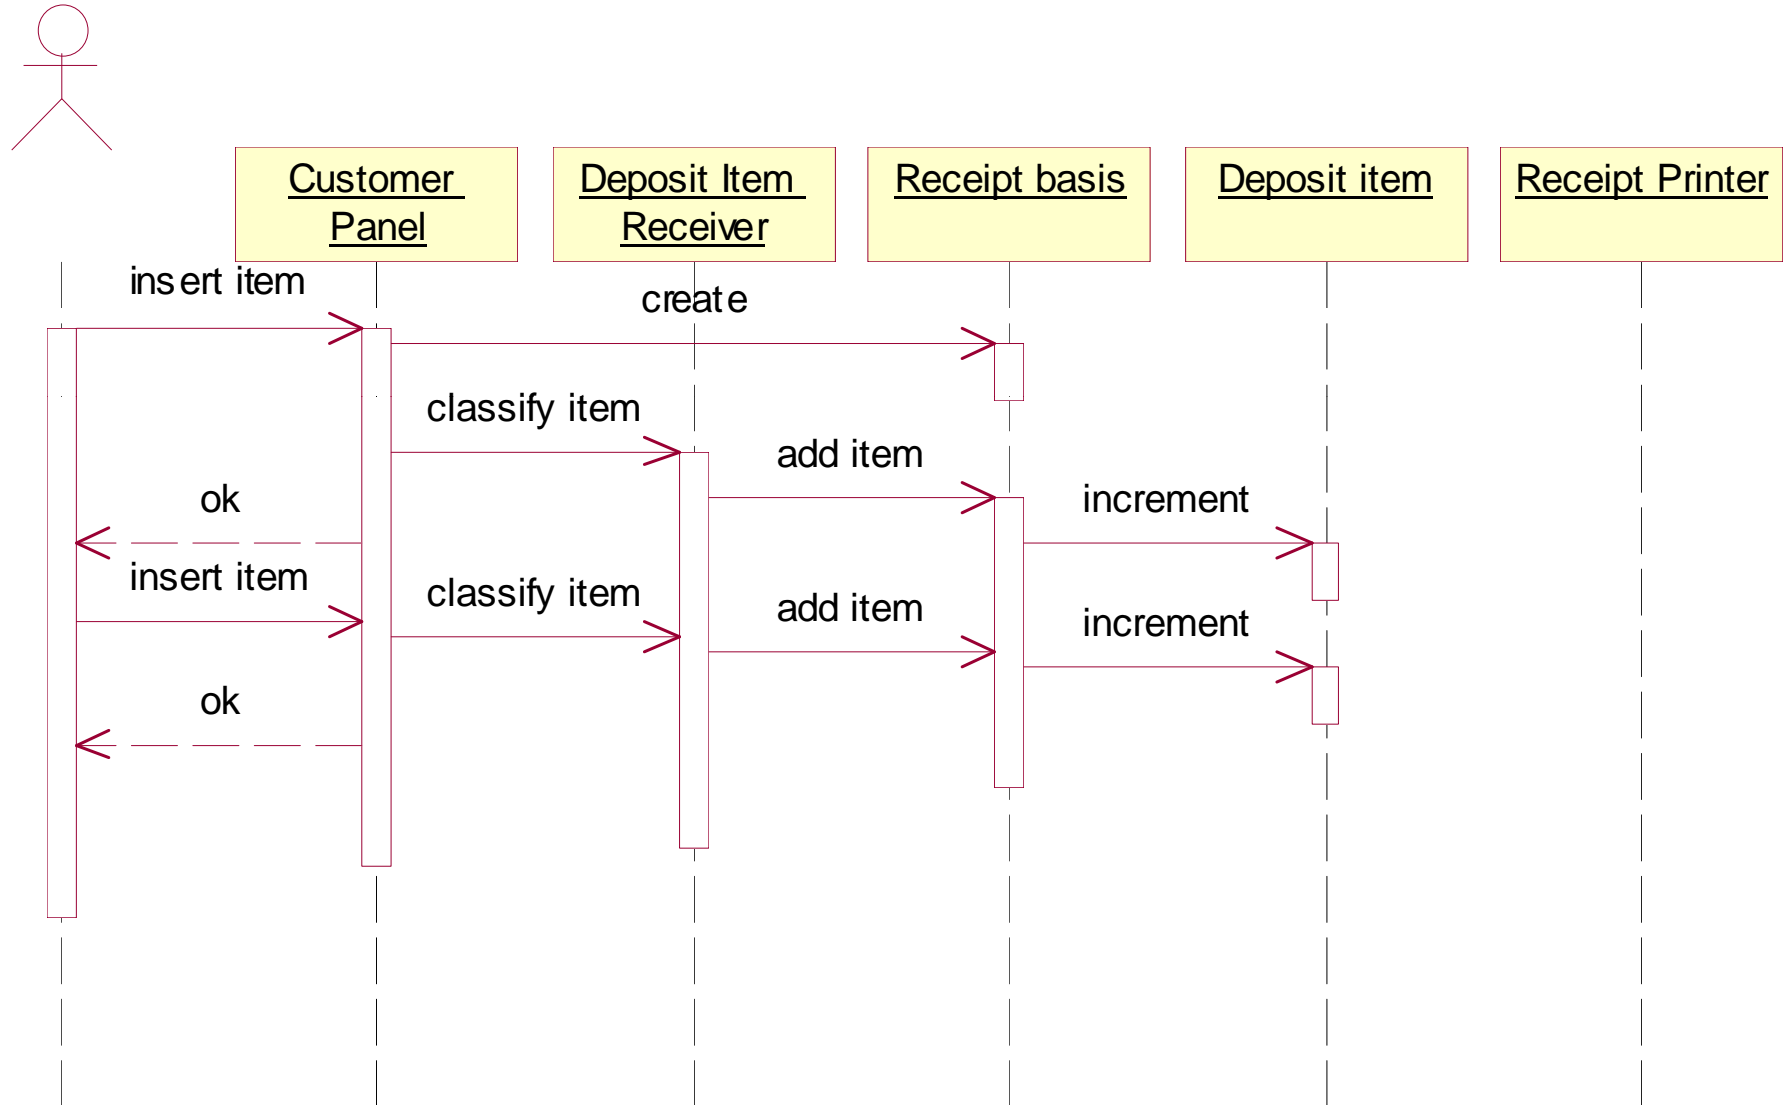 Customer
Panel
Deposit Item
Receiver
Receipt basis
Deposit item
Receipt Printer
insert item
create
classify item
add item
ok
increment
insert item
classify item
add item
increment
ok